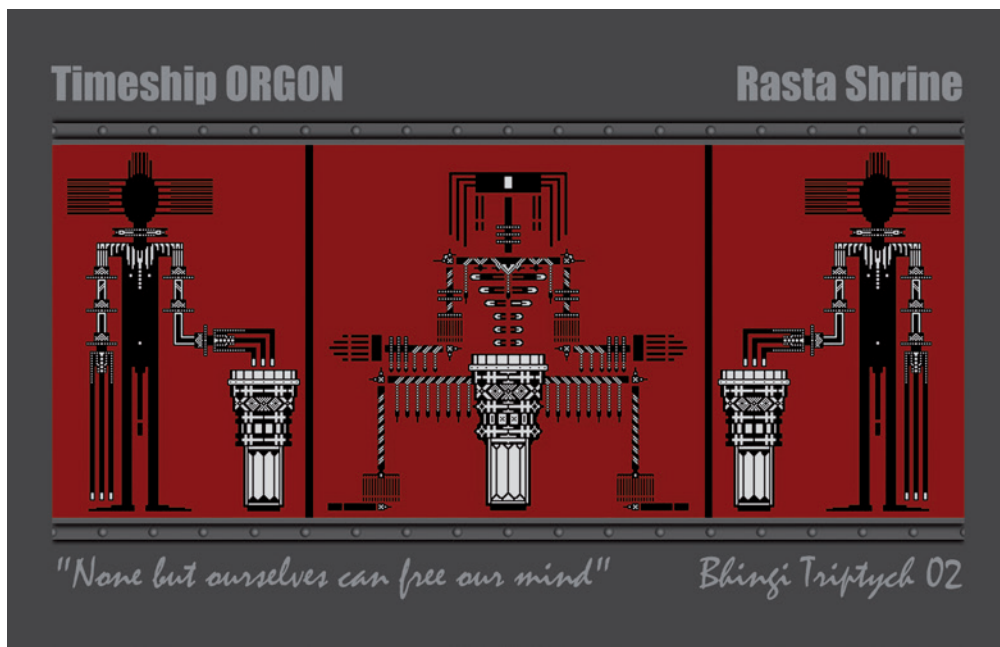 Timeship ORGON
Rasta Shrine
"None but ourselves can free our mind"
Bhingi Triptych 02